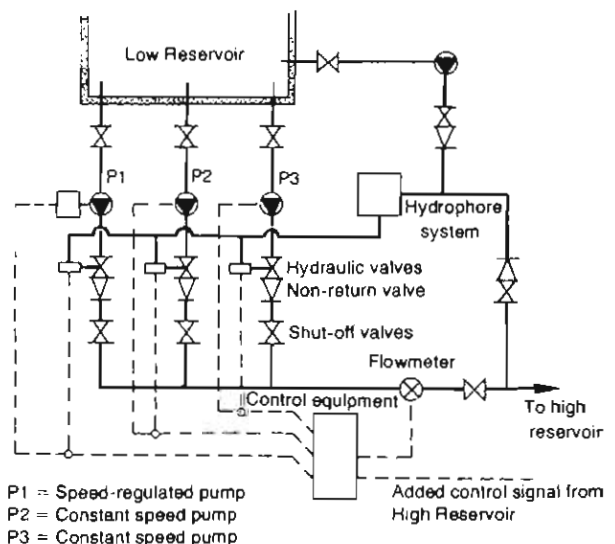 Low Reservoir
P1
P2
P3
Hydrophore
system
Hydraulic valves
Non-return valve
Shut-off valves
Flowmeter
Control equipment
To high
reservoir
P1 = Speed-regulated pump
P2 = Constant speed pump
P3 = Constant speed pump
Added control signal from
High Reservoir